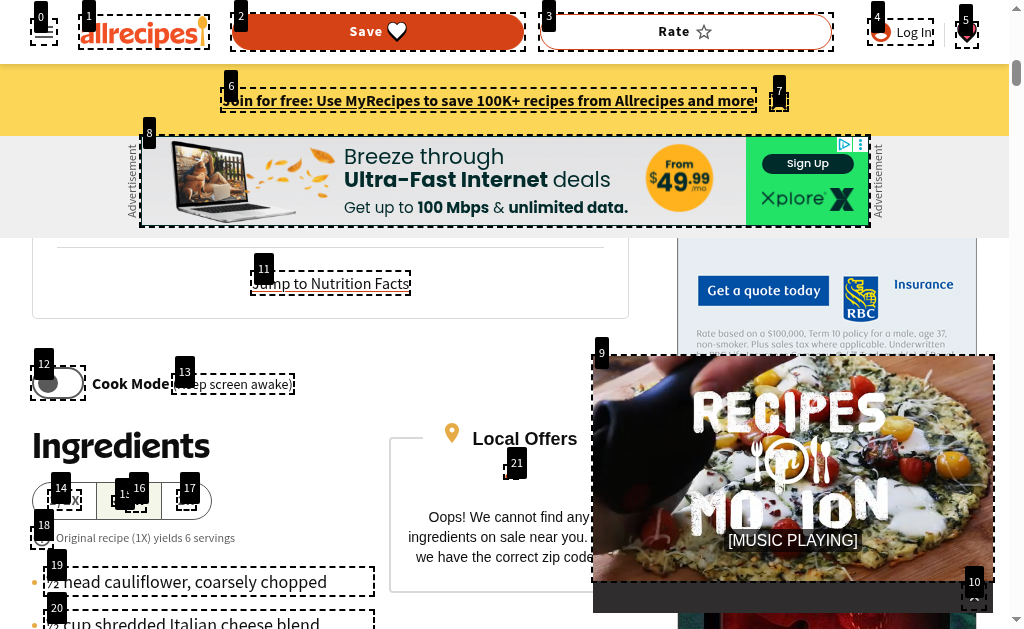 0
1
allrecipes
2
Save
3
Rate
4
Log In
5
6
Join for free: Use MyRecipes to save 100K+ recipes from Allrecipes and more
7
8
Advertisement
Breeze through
Ultra-Fast Internet deals
Get up to 100 Mbps & unlimited data.
From
$49.99
/MO
Sign Up
Xplore
Advertisement
11
Jump to Nutrition Facts
Get a quote today
RBC
Insurance
Rate based on a $100,000, Term 10 policy for a male, age 37,
non-smoker. Plus sales tax where applicable. Underwritten
12
Cook Mode
13
(Keep screen awake)
9
RECIPES
m
MOTION
[MUSIC PLAYING]
10
Ingredients
14
16
17
18
Original recipe (1X) yields 6 servings
19
½ head cauliflower, coarsely chopped
20
½ cup shredded Italian cheese blend
Local Offers
21
Oops! We cannot find any
ingredients on sale near you.
we have the correct zip code